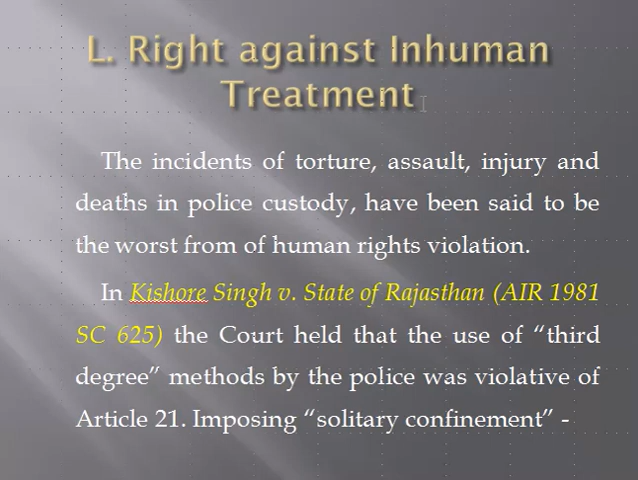 L. Right against Inhuman
Treatment
The incidents of torture, assault, injury and
deaths in police custody, have been said to be
the worst from of human rights violation.
In Kishore Singh v. State of Rajasthan (AIR 1981
SC 625) the Court held that the use of “third
degree” methods by the police was violative of
Article 21. Imposing “solitary confinement” -